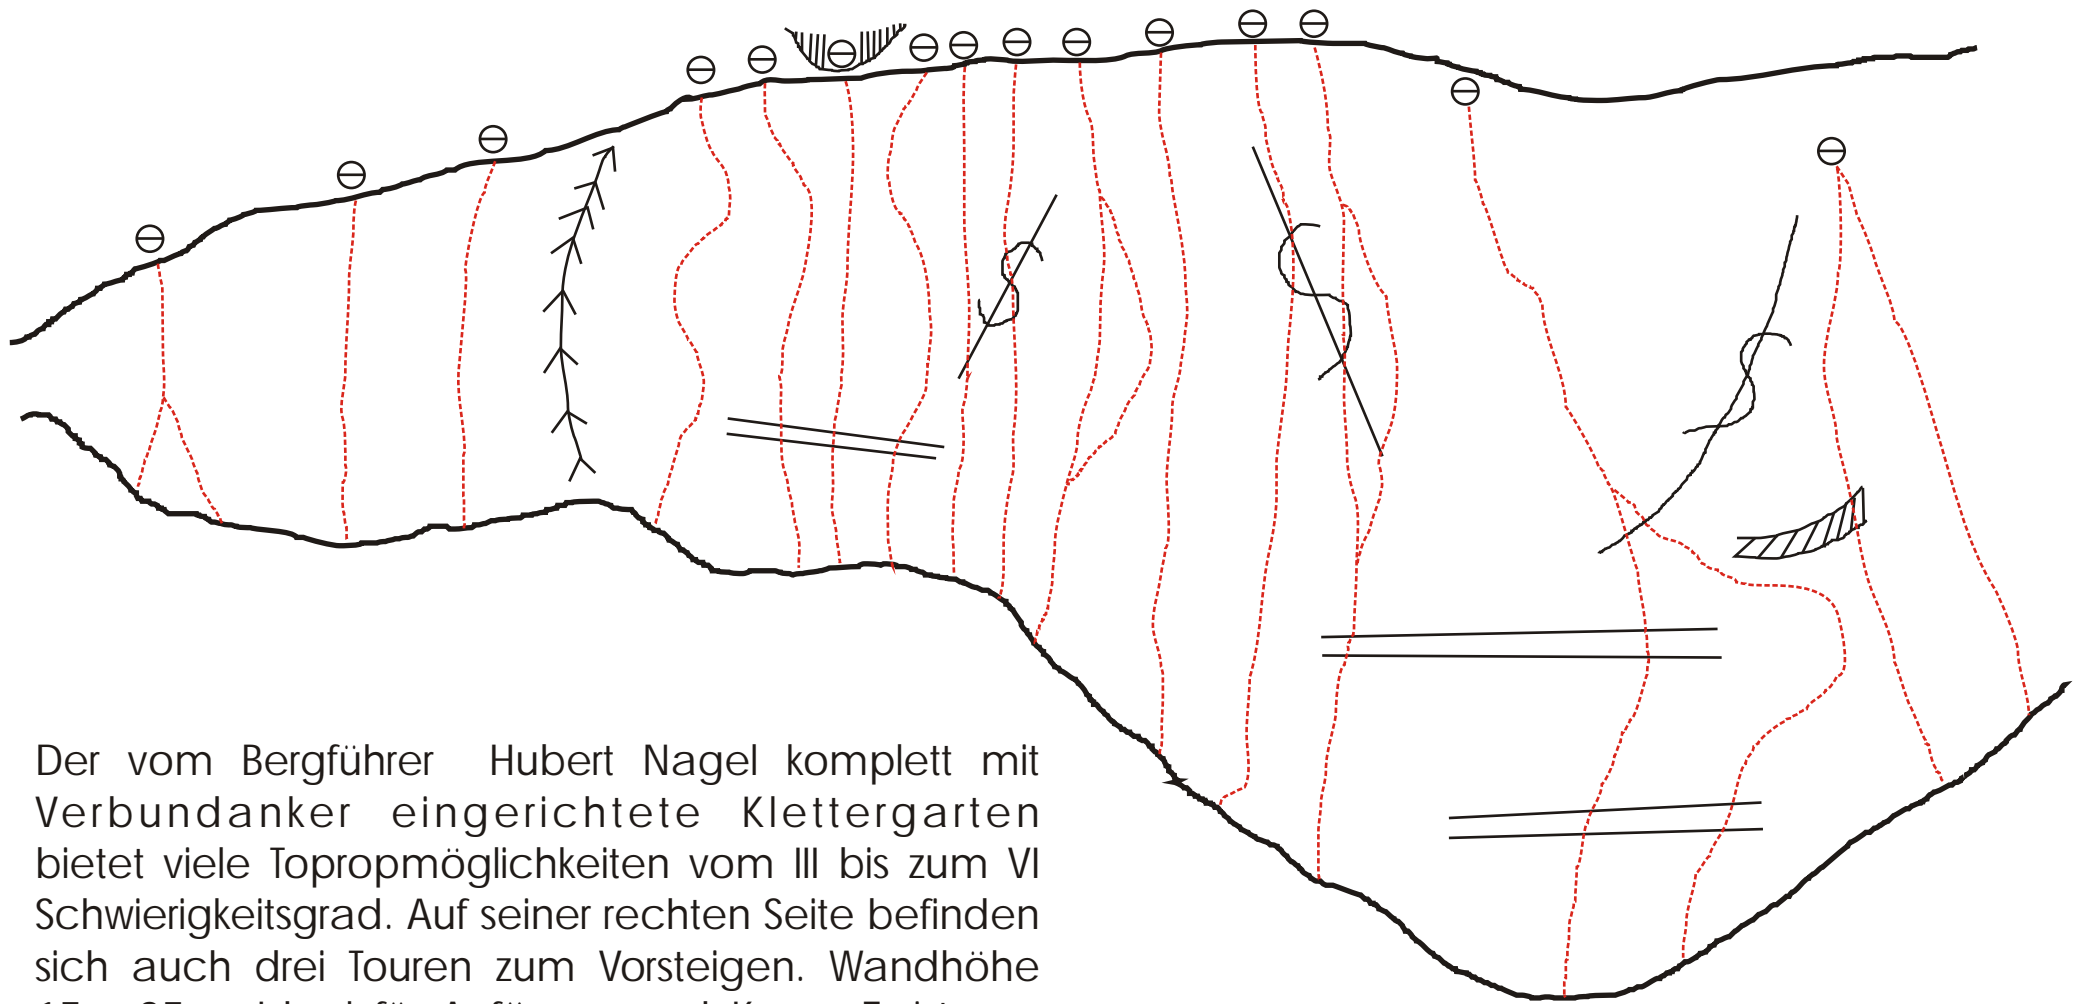 Der vom Bergführer Hubert Nagel komplett mit
Verbundanker eingerichtete Klettergarten
bietet viele Topropmöglichkeiten vom III bis zum VI
Schwierigkeitsgrad. Auf seiner rechten Seite befinden
sich auch drei Touren zum Vorsteigen. Wandhöhe